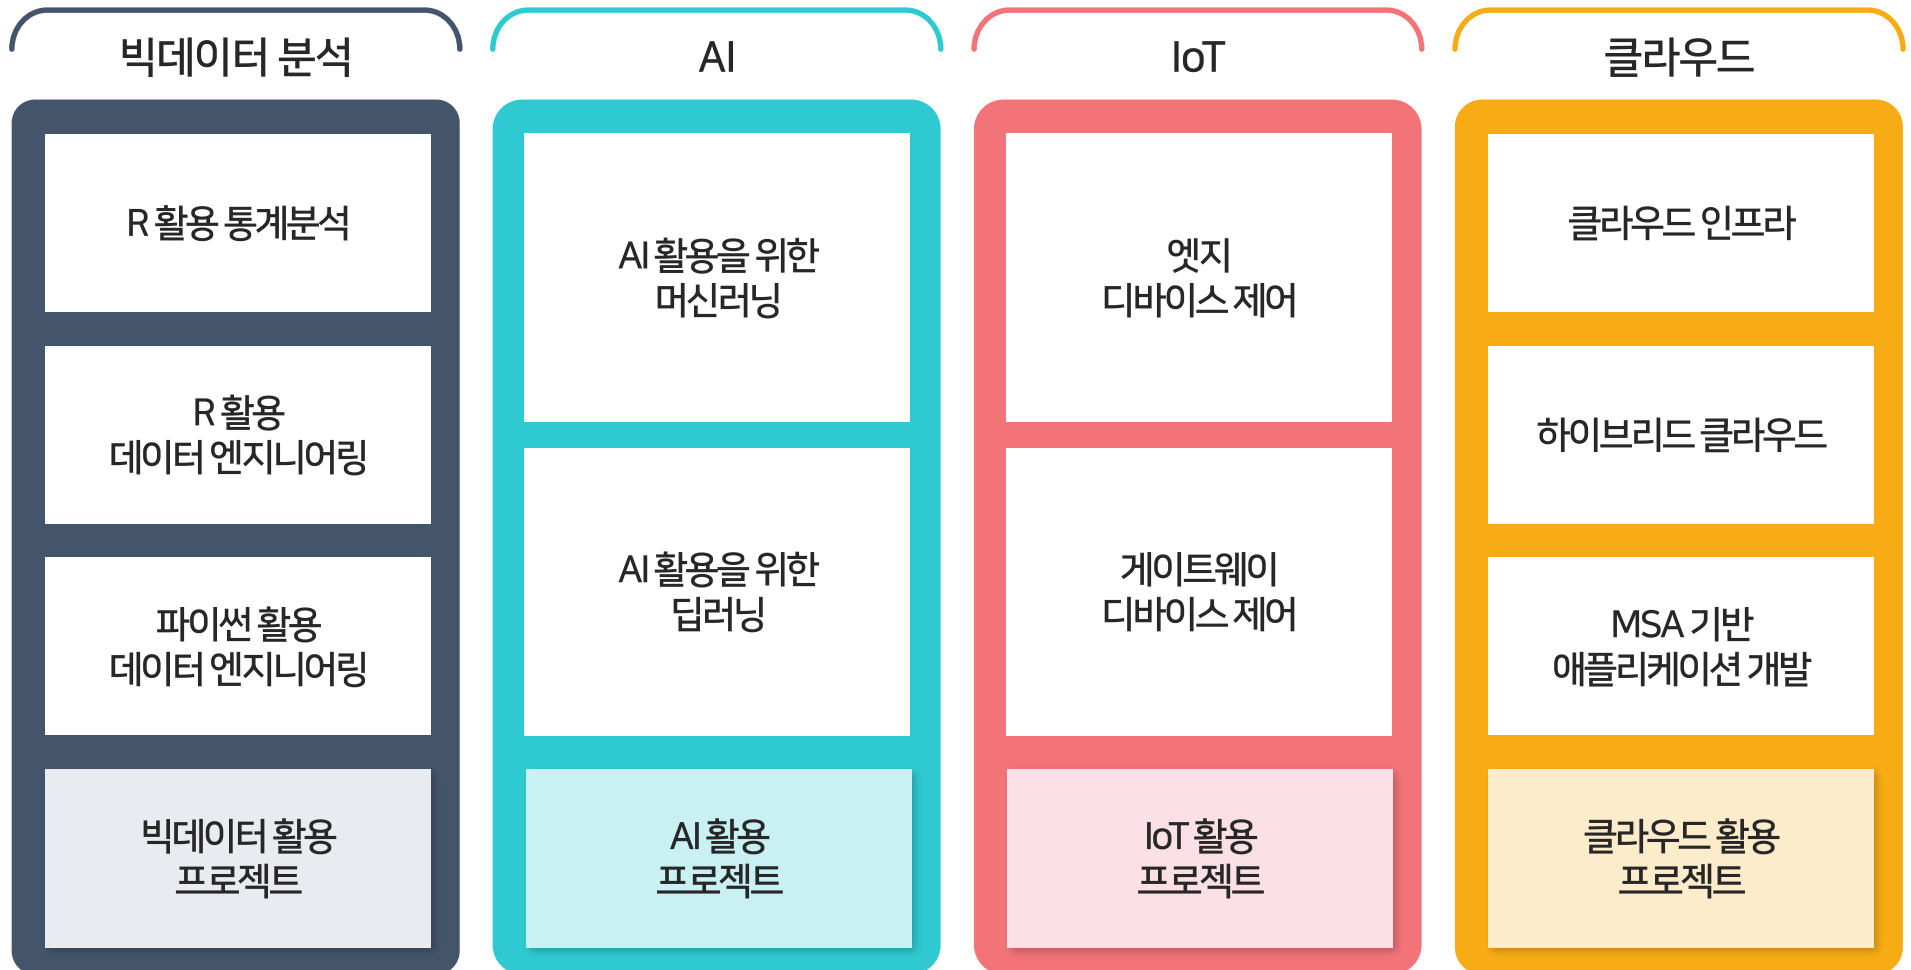 빅데이터 분석
R 활용 통계분석
R 활용
데이터 엔지니어링
파이썬 활용
데이터 엔지니어링
빅데이터 활용
프로젝트
AI
AI 활용을 위한
머신러닝
AI 활용을 위한
딥러닝
AI 활용
프로젝트
IoT
엣지
디바이스 제어
게이트웨이
디바이스 제어
IoT 활용
프로젝트
클라우드
클라우드 인프라
하이브리드 클라우드
MSA 기반
애플리케이션 개발
클라우드 활용
프로젝트